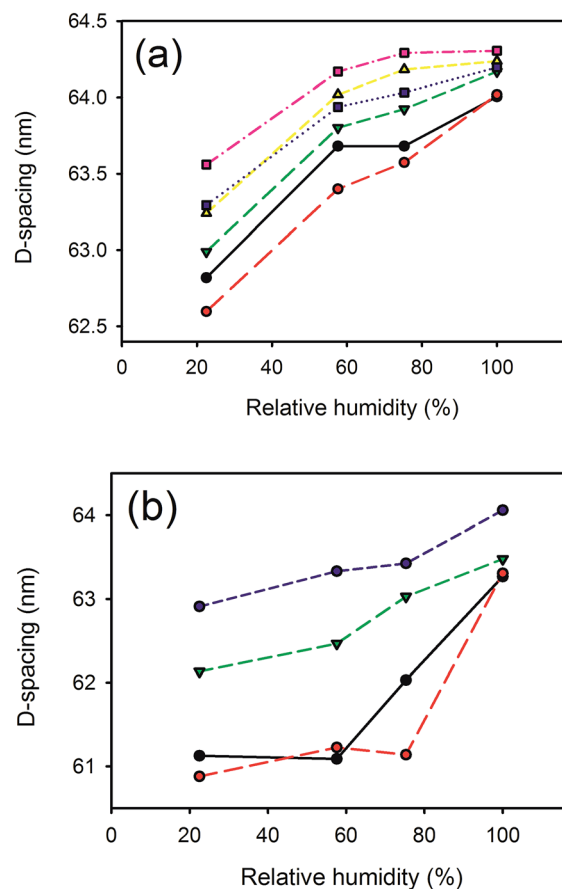 (a)
D-spacing (nm)
64.5
64.0
63.5
63.0
62.5
0 20 40 60 80 100
Relative humidity (%)
(b)
D-spacing (nm)
64
63
62
61
0 20 40 60 80 100
Relative humidity (%)